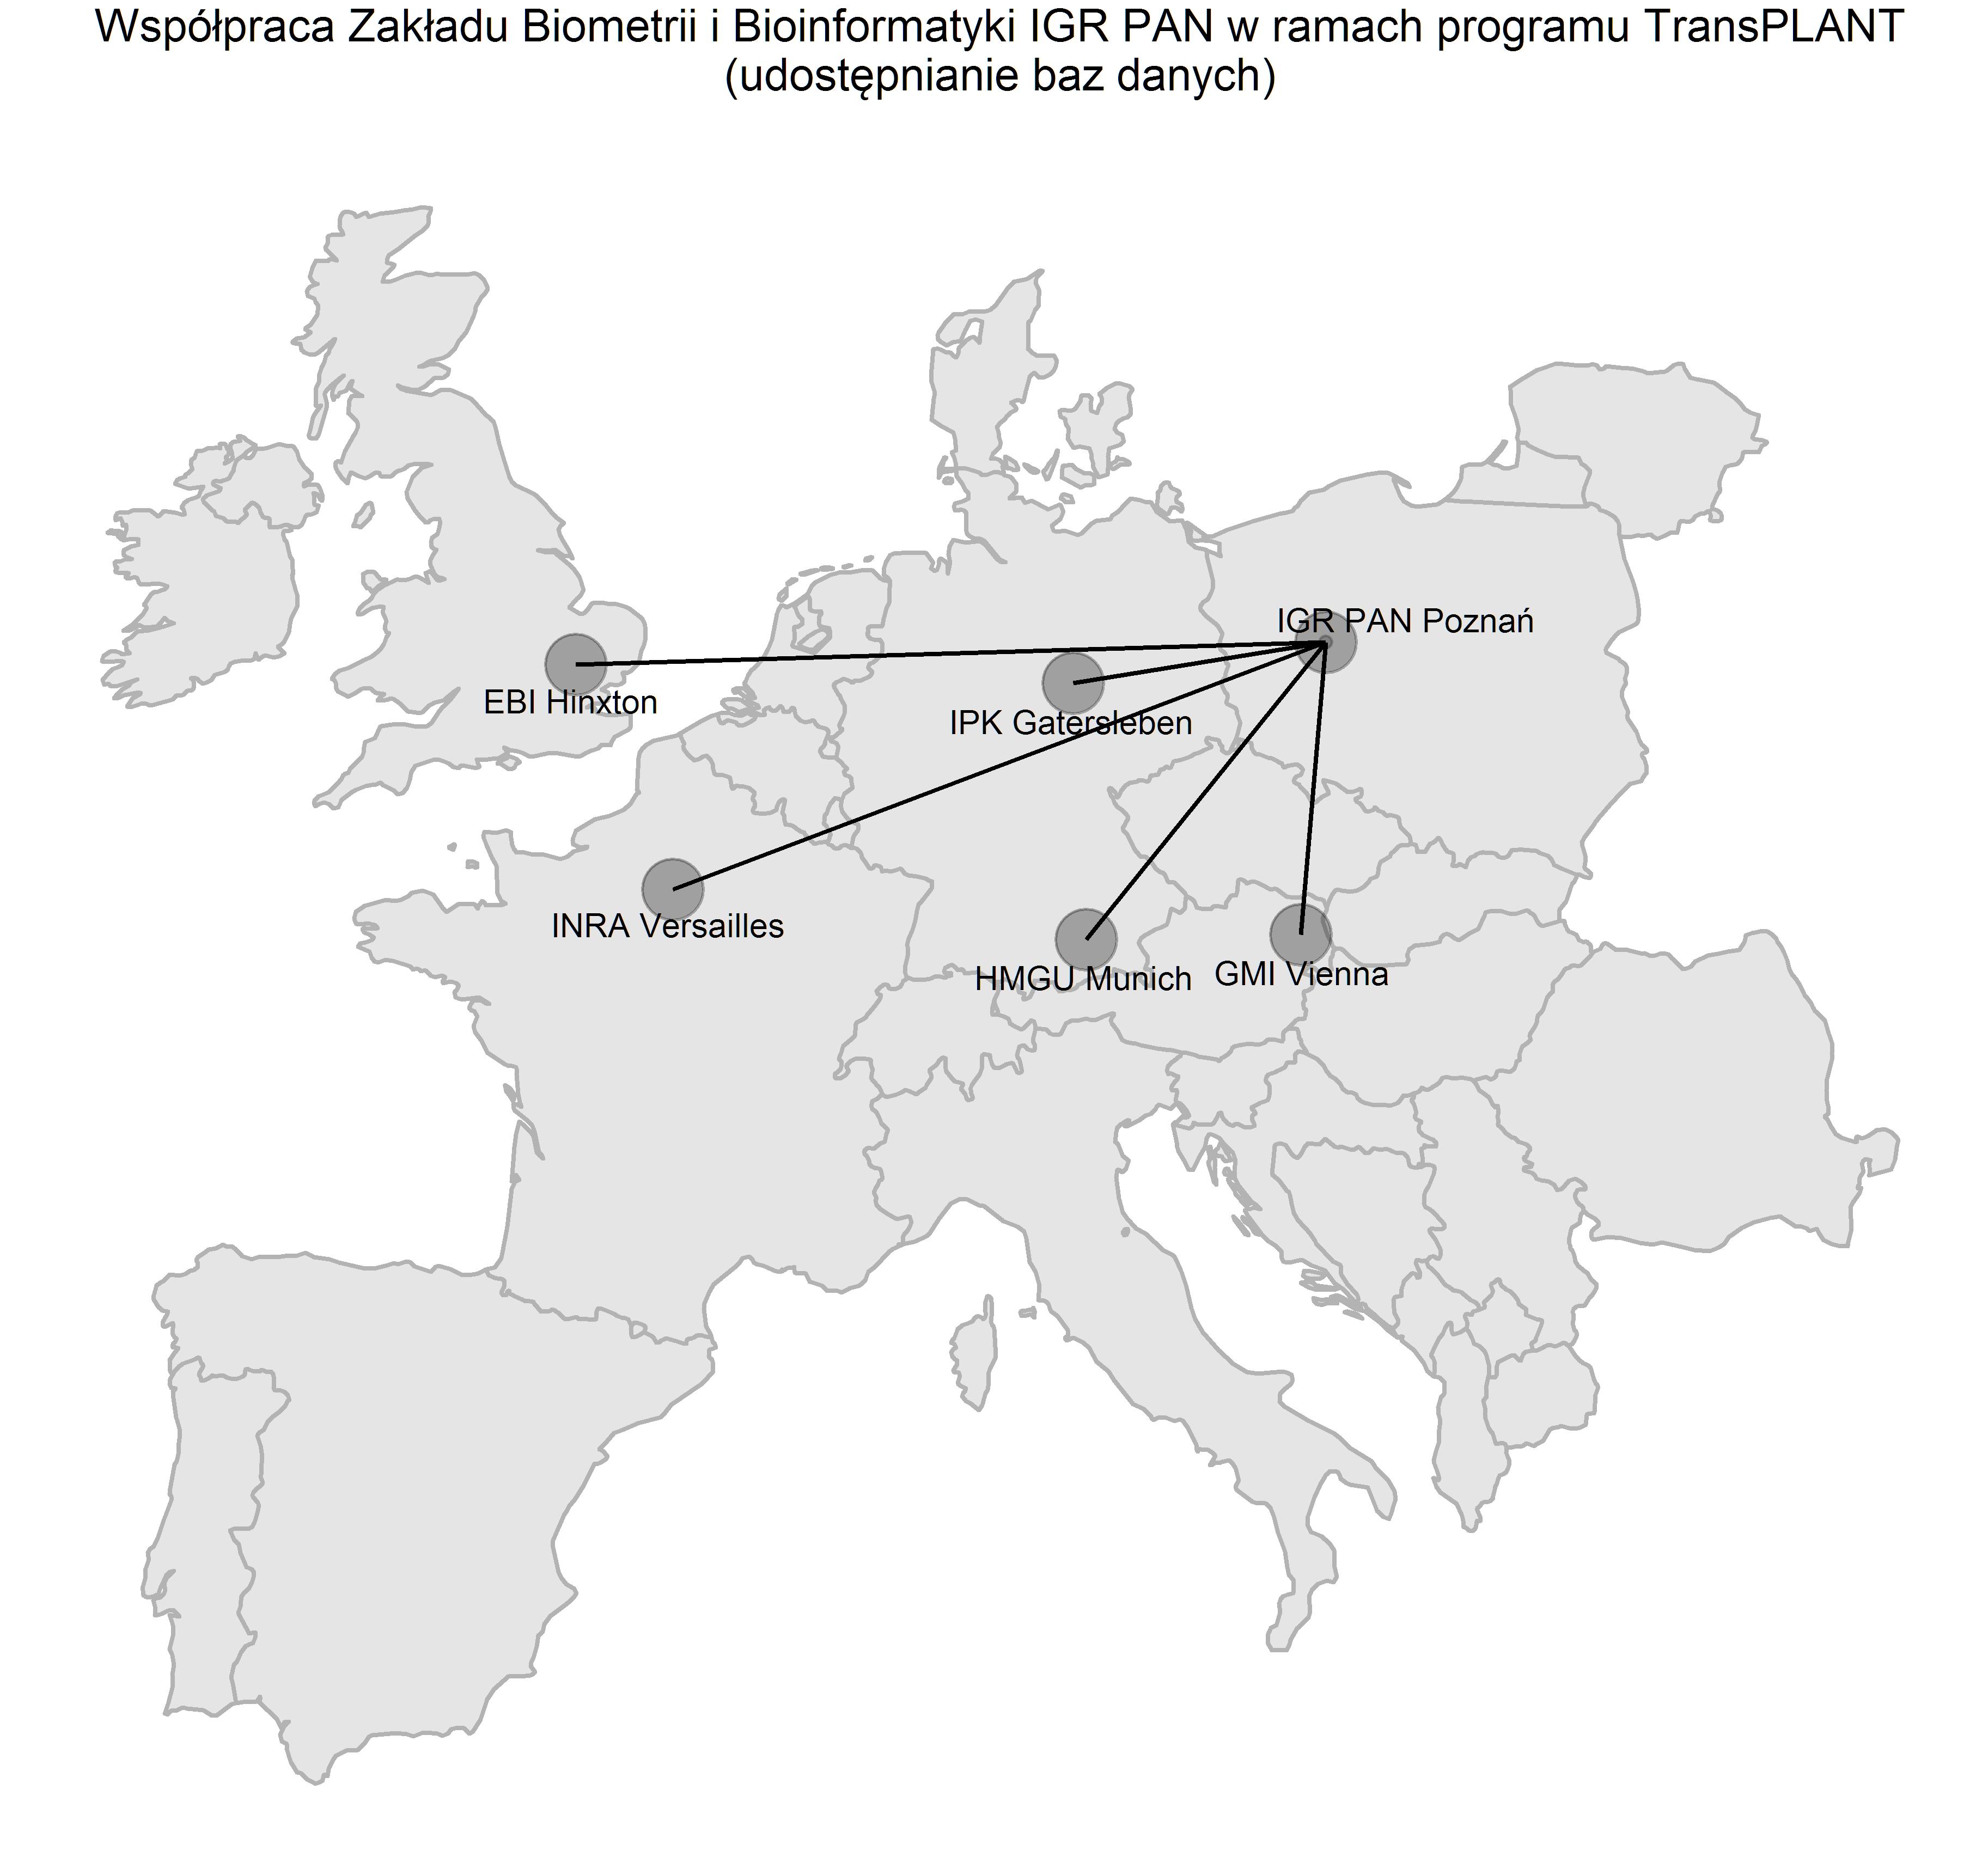 Współpraca Zakładu Biometrii i Bioinformatyki IGR PAN w ramach programu TransPLANT
(udostępnianie baz danych)
IGR PAN Poznań
EBI Hinxton
IPK Gatersleben
INRA Versailles
HMGU Munich
GMI Vienna